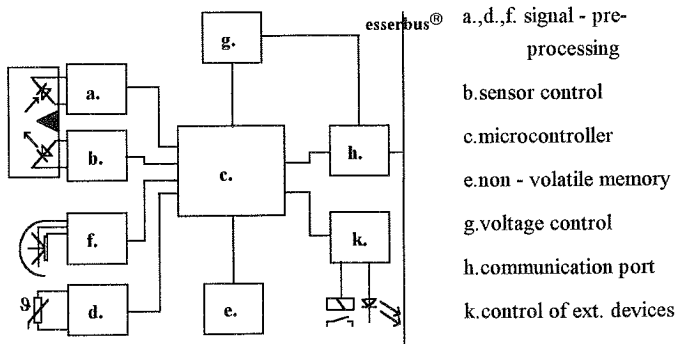 esserbus®
g.
a.
b.
c.
h.
f.
k.
ϑ
d.
e.
a.,d.,f. signal - pre-
processing
b.sensor control
c.microcontroller
e.non - volatile memory
g.voltage control
h.communication port
k.control of ext. devices